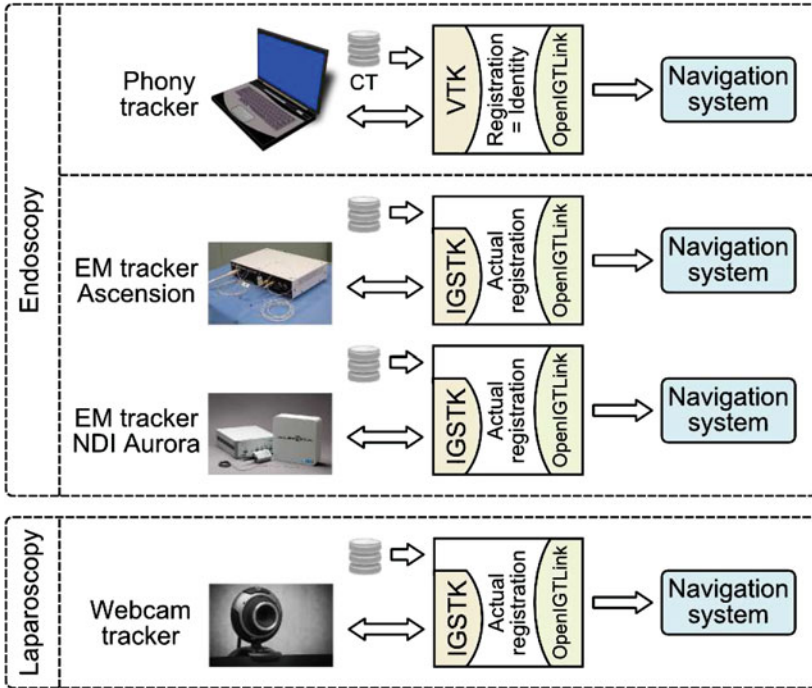 Endoscopy
Phony
tracker
CT
VTK
Registration
= Identity
OpenIGTLink
Navigation
system
EM tracker
Ascension
IGSTK
Actual
registration
OpenIGTLink
Navigation
system
EM tracker
NDI Aurora
IGSTK
Actual
registration
OpenIGTLink
Navigation
system
Laparoscopy
Webcam
tracker
IGSTK
Actual
registration
OpenIGTLink
Navigation
system